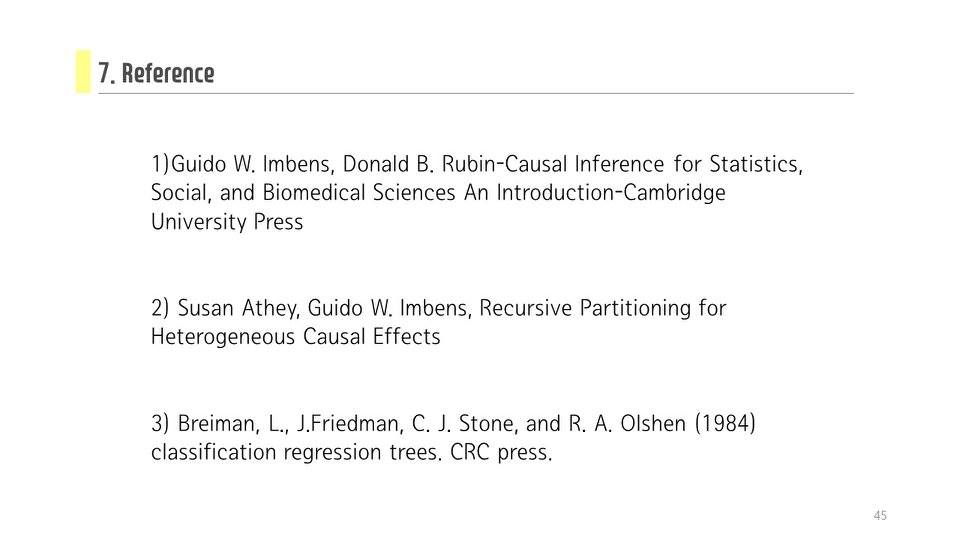 7. Reference
1)Guido W. Imbens, Donald B. Rubin-Causal Inference for Statistics,
Social, and Biomedical Sciences An Introduction-Cambridge
University Press
2) Susan Athey, Guido W. Imbens, Recursive Partitioning for
Heterogeneous Causal Effects
3) Breiman, L., J.Friedman, C. J. Stone, and R. A. Olshen (1984)
classification regression trees. CRC press.
45